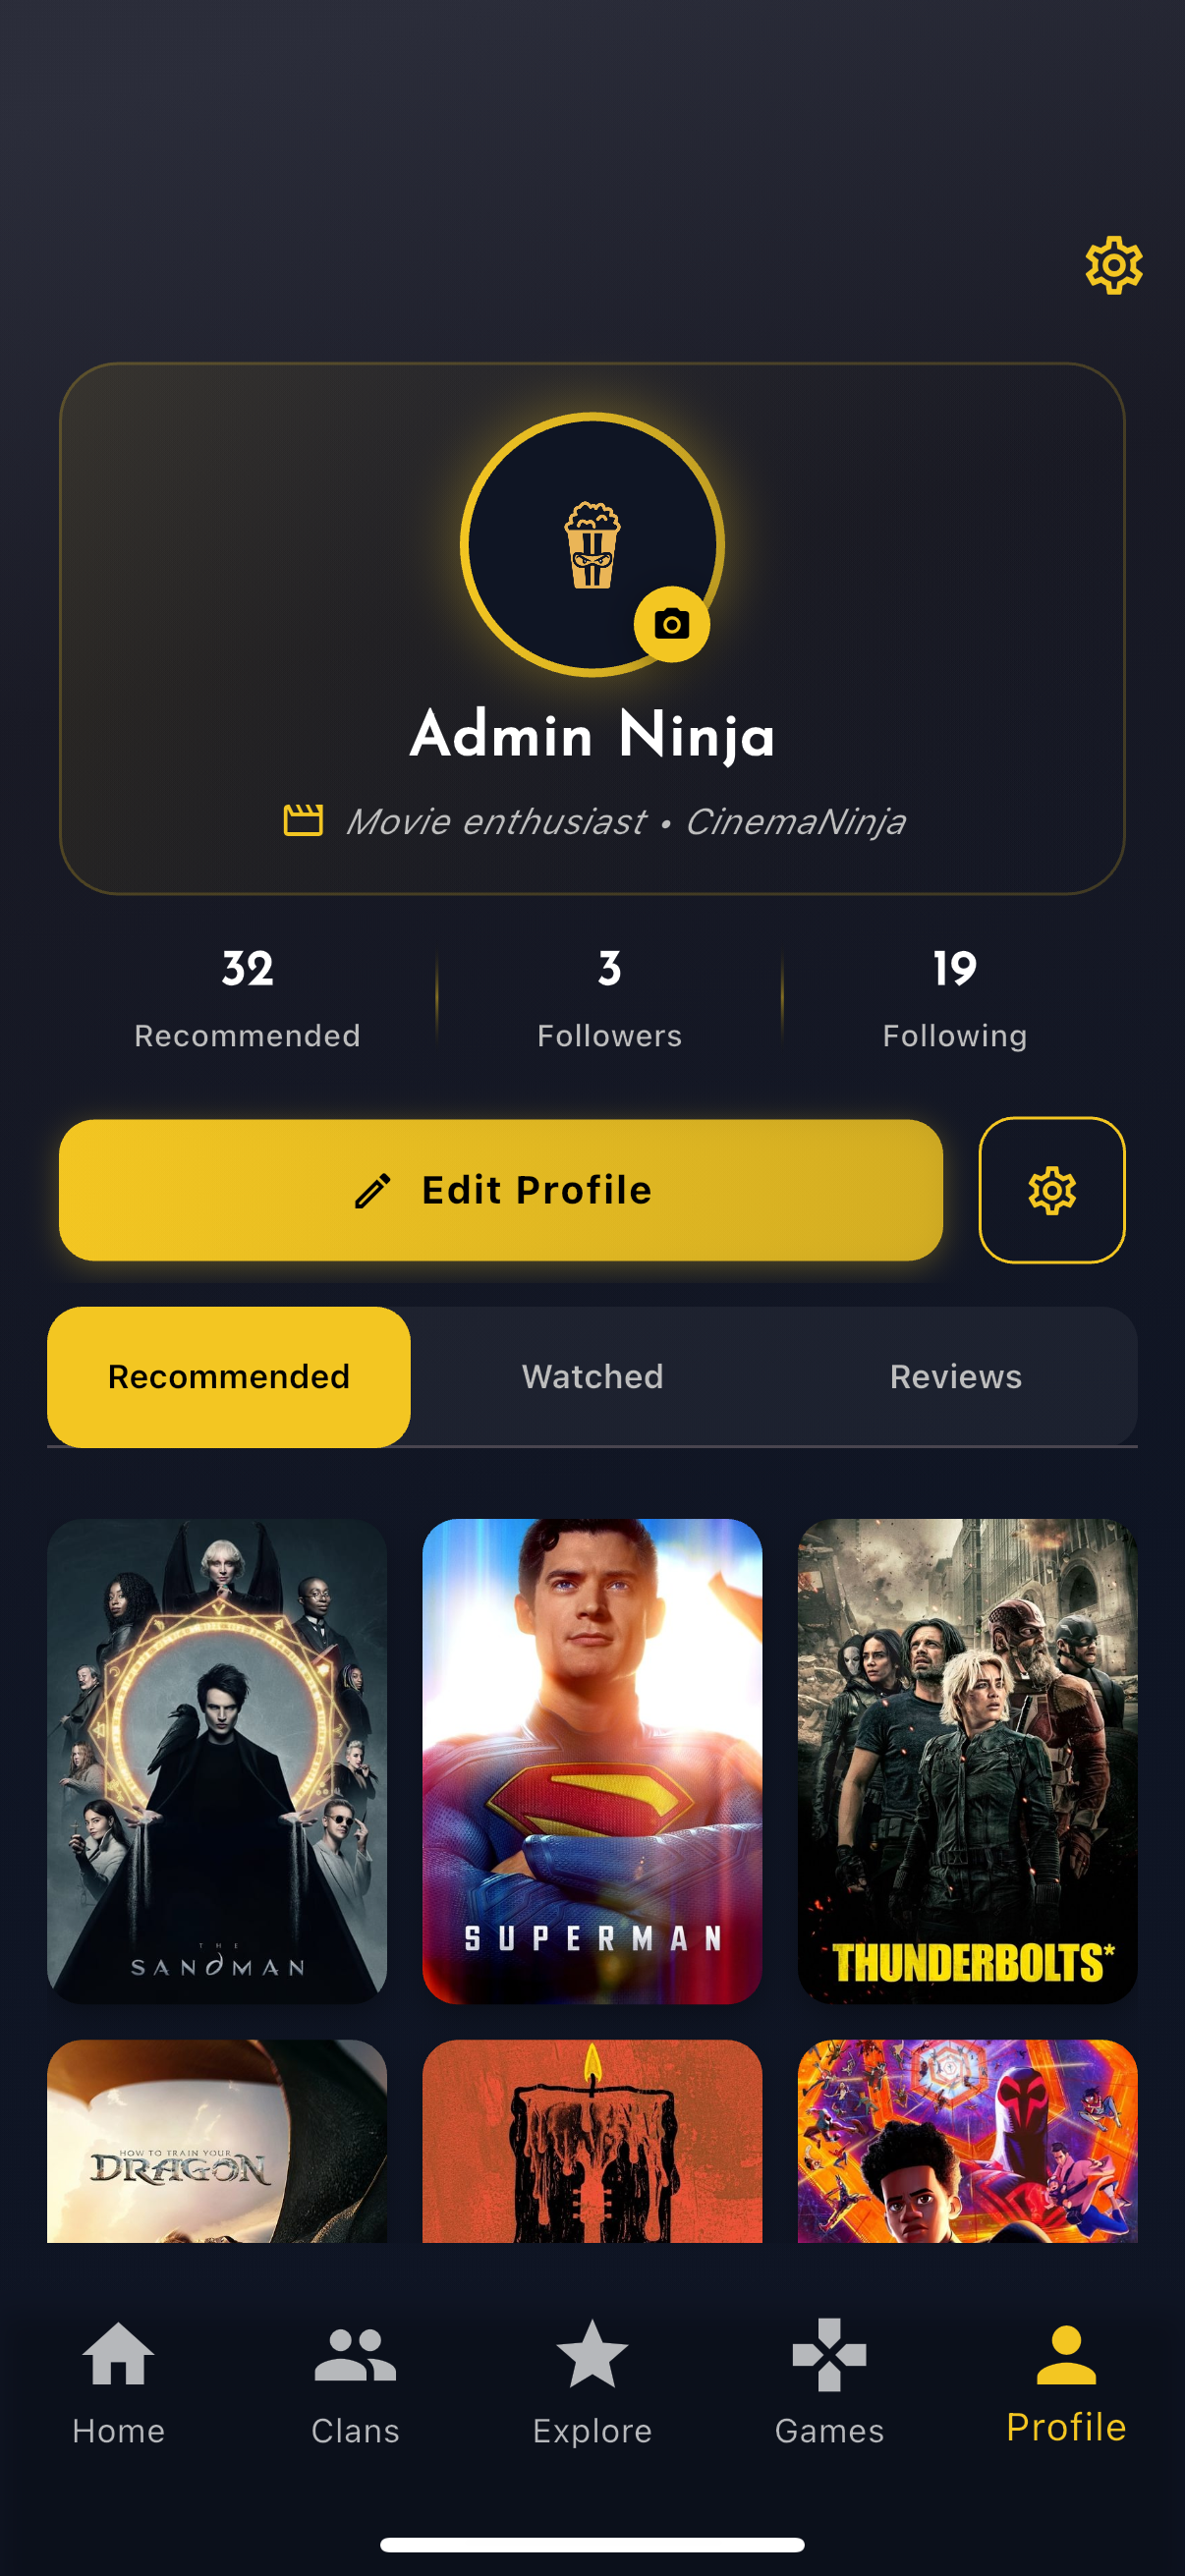 Admin Ninja
Movie enthusiast • CinemaNinja
32
Recommended
3
Followers
19
Following
Edit Profile
Recommended
Watched
Reviews
THE
SANDMAN
SUPERMAN
THUNDERBOLTS*
HOW TO TRAIN YOUR
DRAGON
Home
Clans
Explore
Games
Profile